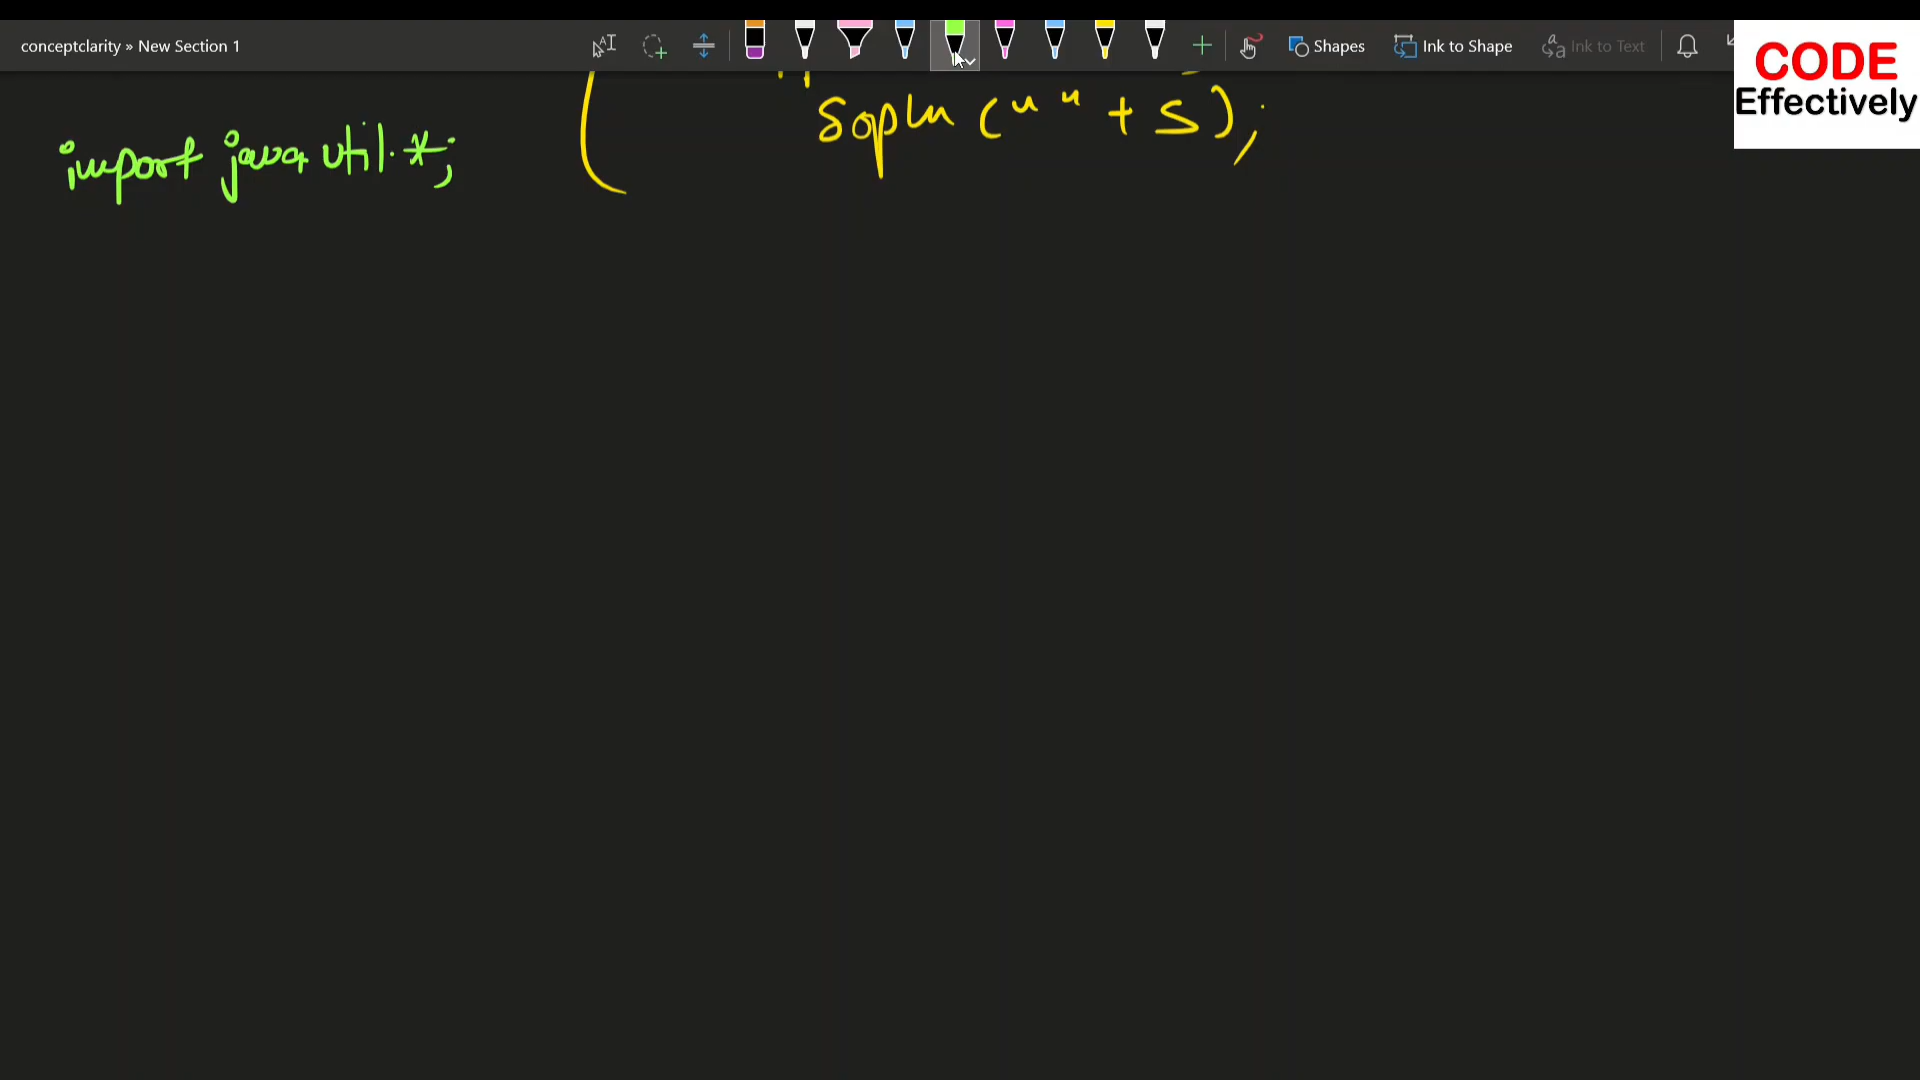 conceptclarity » New Section 1
Shapes
Ink to Shape
Ink to Text
CODE
Effectively
import java util.*;
Sopln (" " + S);